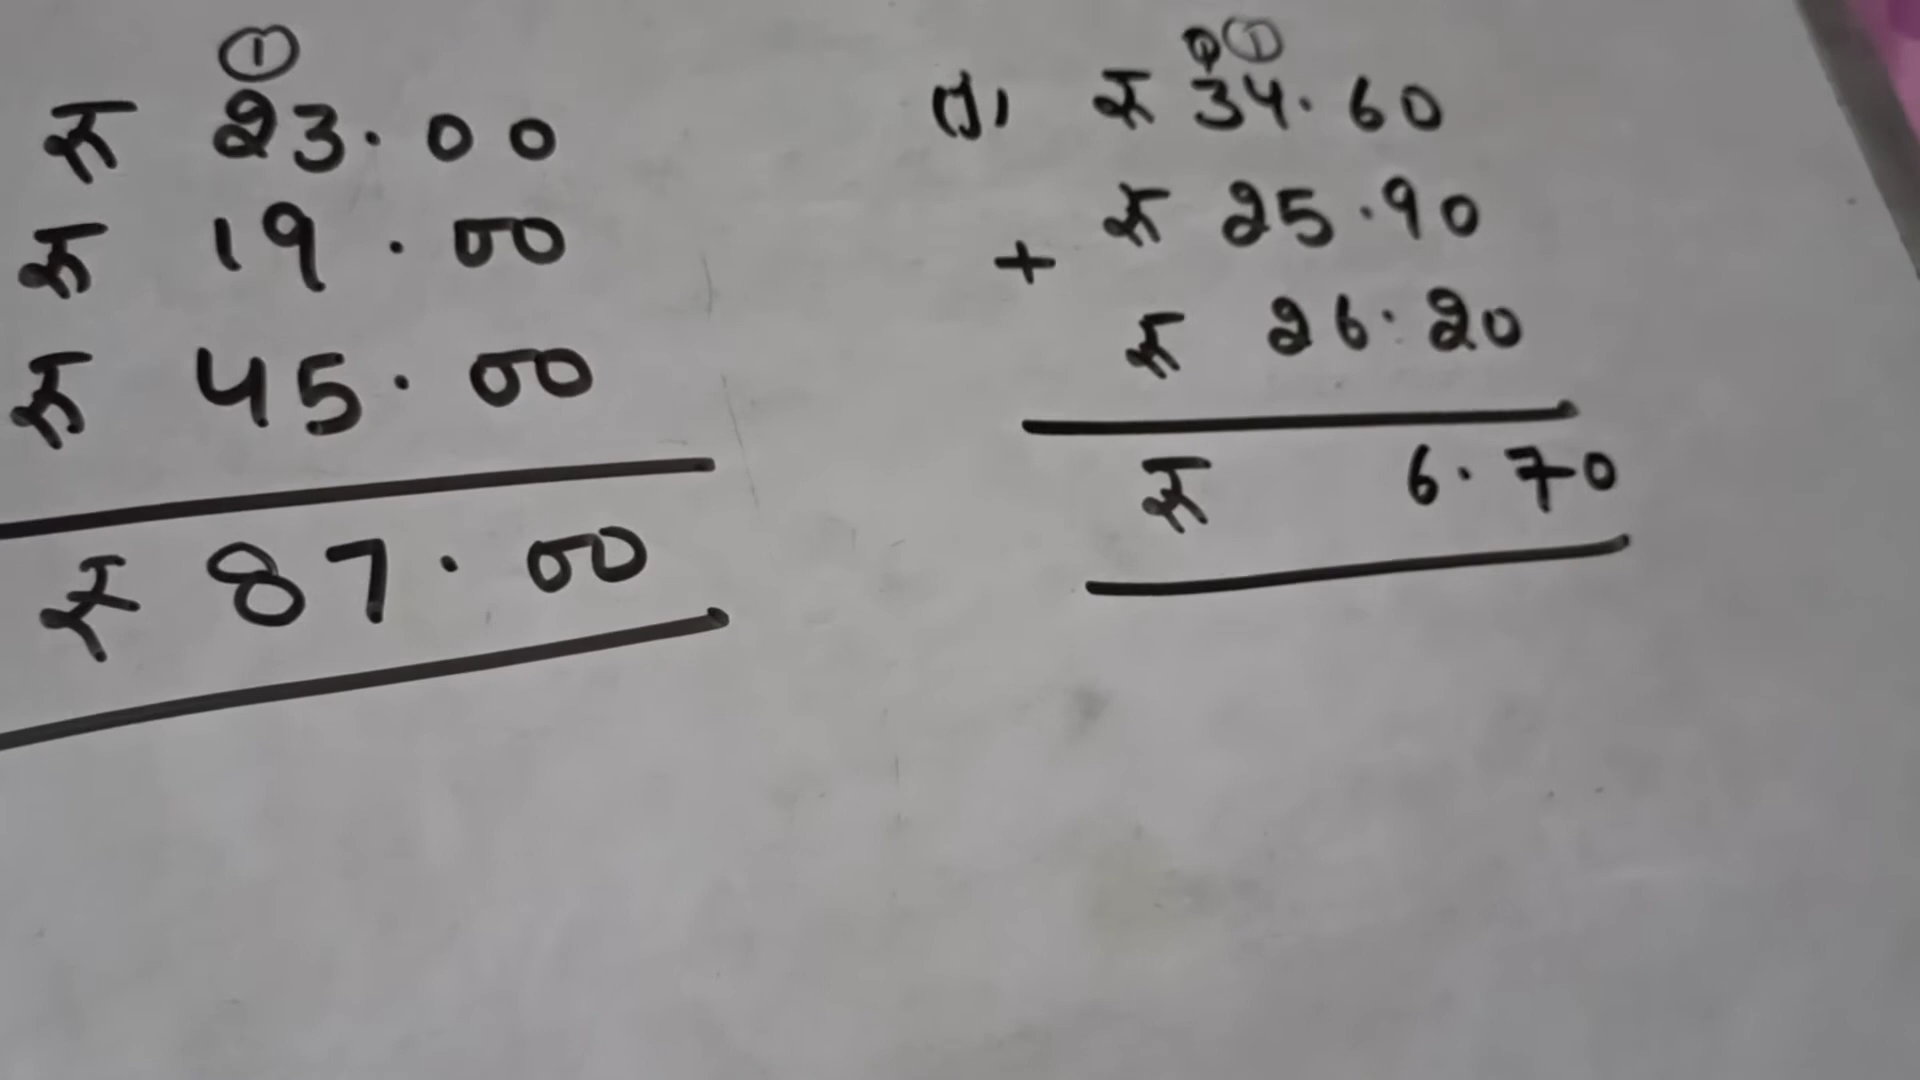 ①
रु 23.00
रु 19.00
रु 45.00
₹ 87.00
①
रु 34.60
रु 25.90
+
रु 26.20
रु 6.70